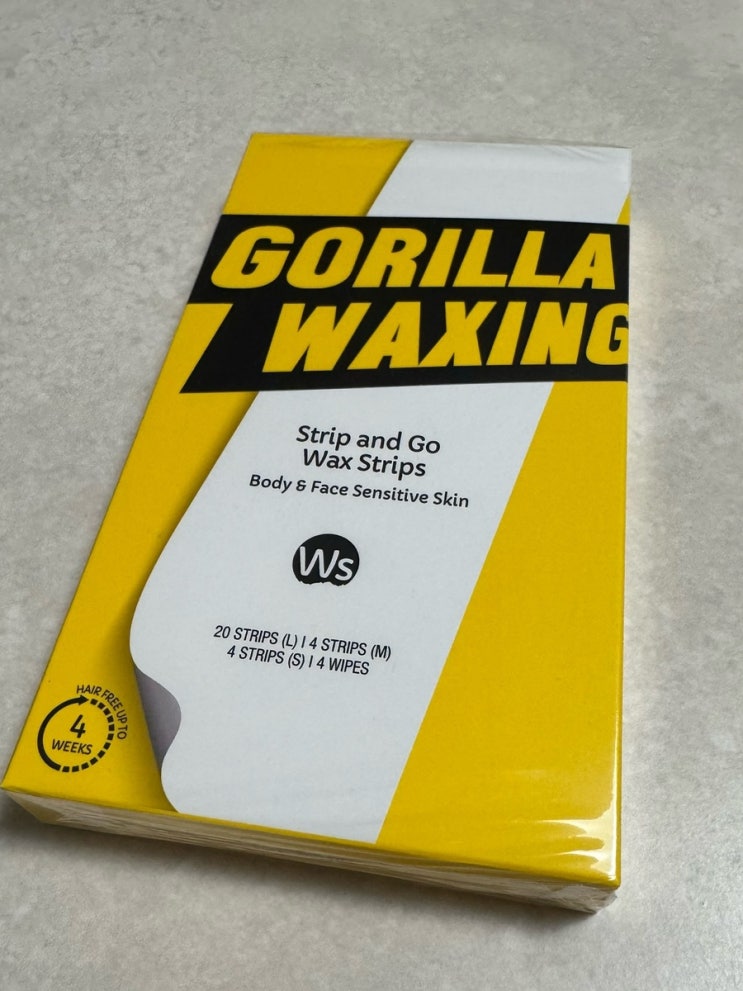 GORILLA
WAXING
Strip and Go
Wax Strips
Body & Face Sensitive Skin
Ws
20 STRIPS (L) I 4 STRIPS (M)
4 STRIPS (S) I 4 WIPES
HAIR FREE UP TO
4
WEEKS